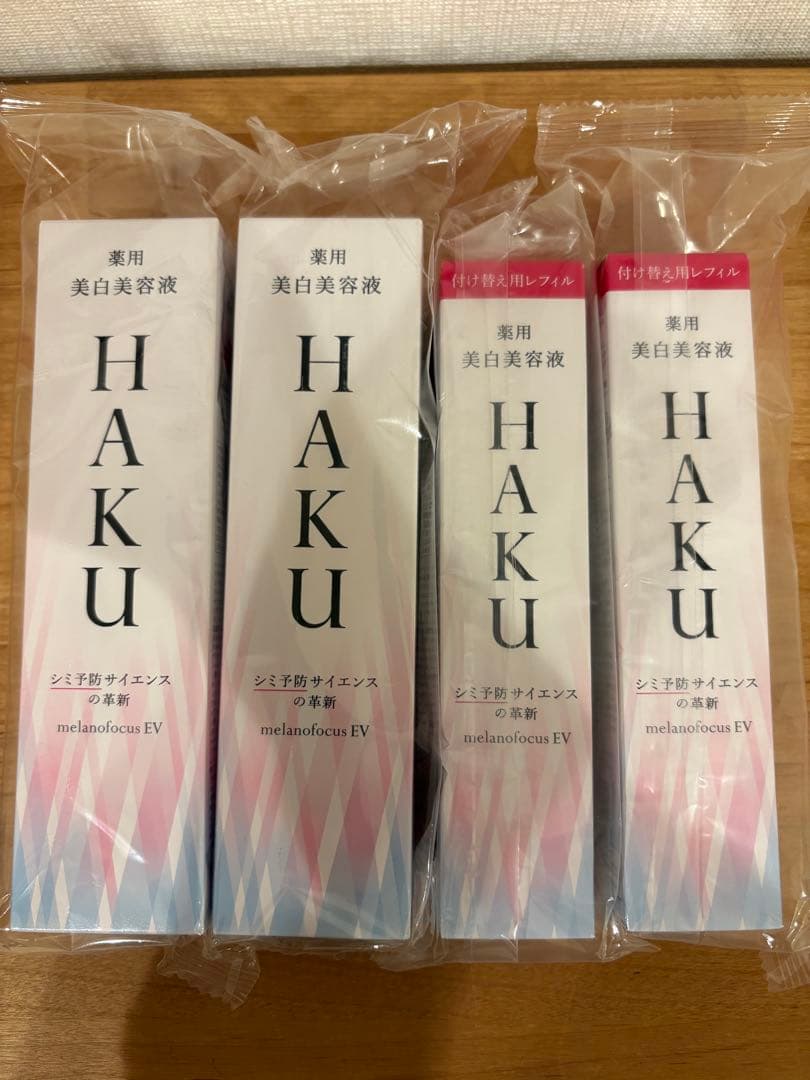 薬用
美白美容液
HAKU
シミ予防サイエンス
の革新
melanofocus EV
薬用
美白美容液
HAKU
シミ予防サイエンス
の革新
melanofocus EV
付け替え用レフィル
薬用
美白美容液
HAKU
シミ予防サイエンス
の革新
melanofocus EV
付け替え用レフィル
薬用
美白美容液
HAKU
シミ予防サイエンス
の革新
melanofocus EV